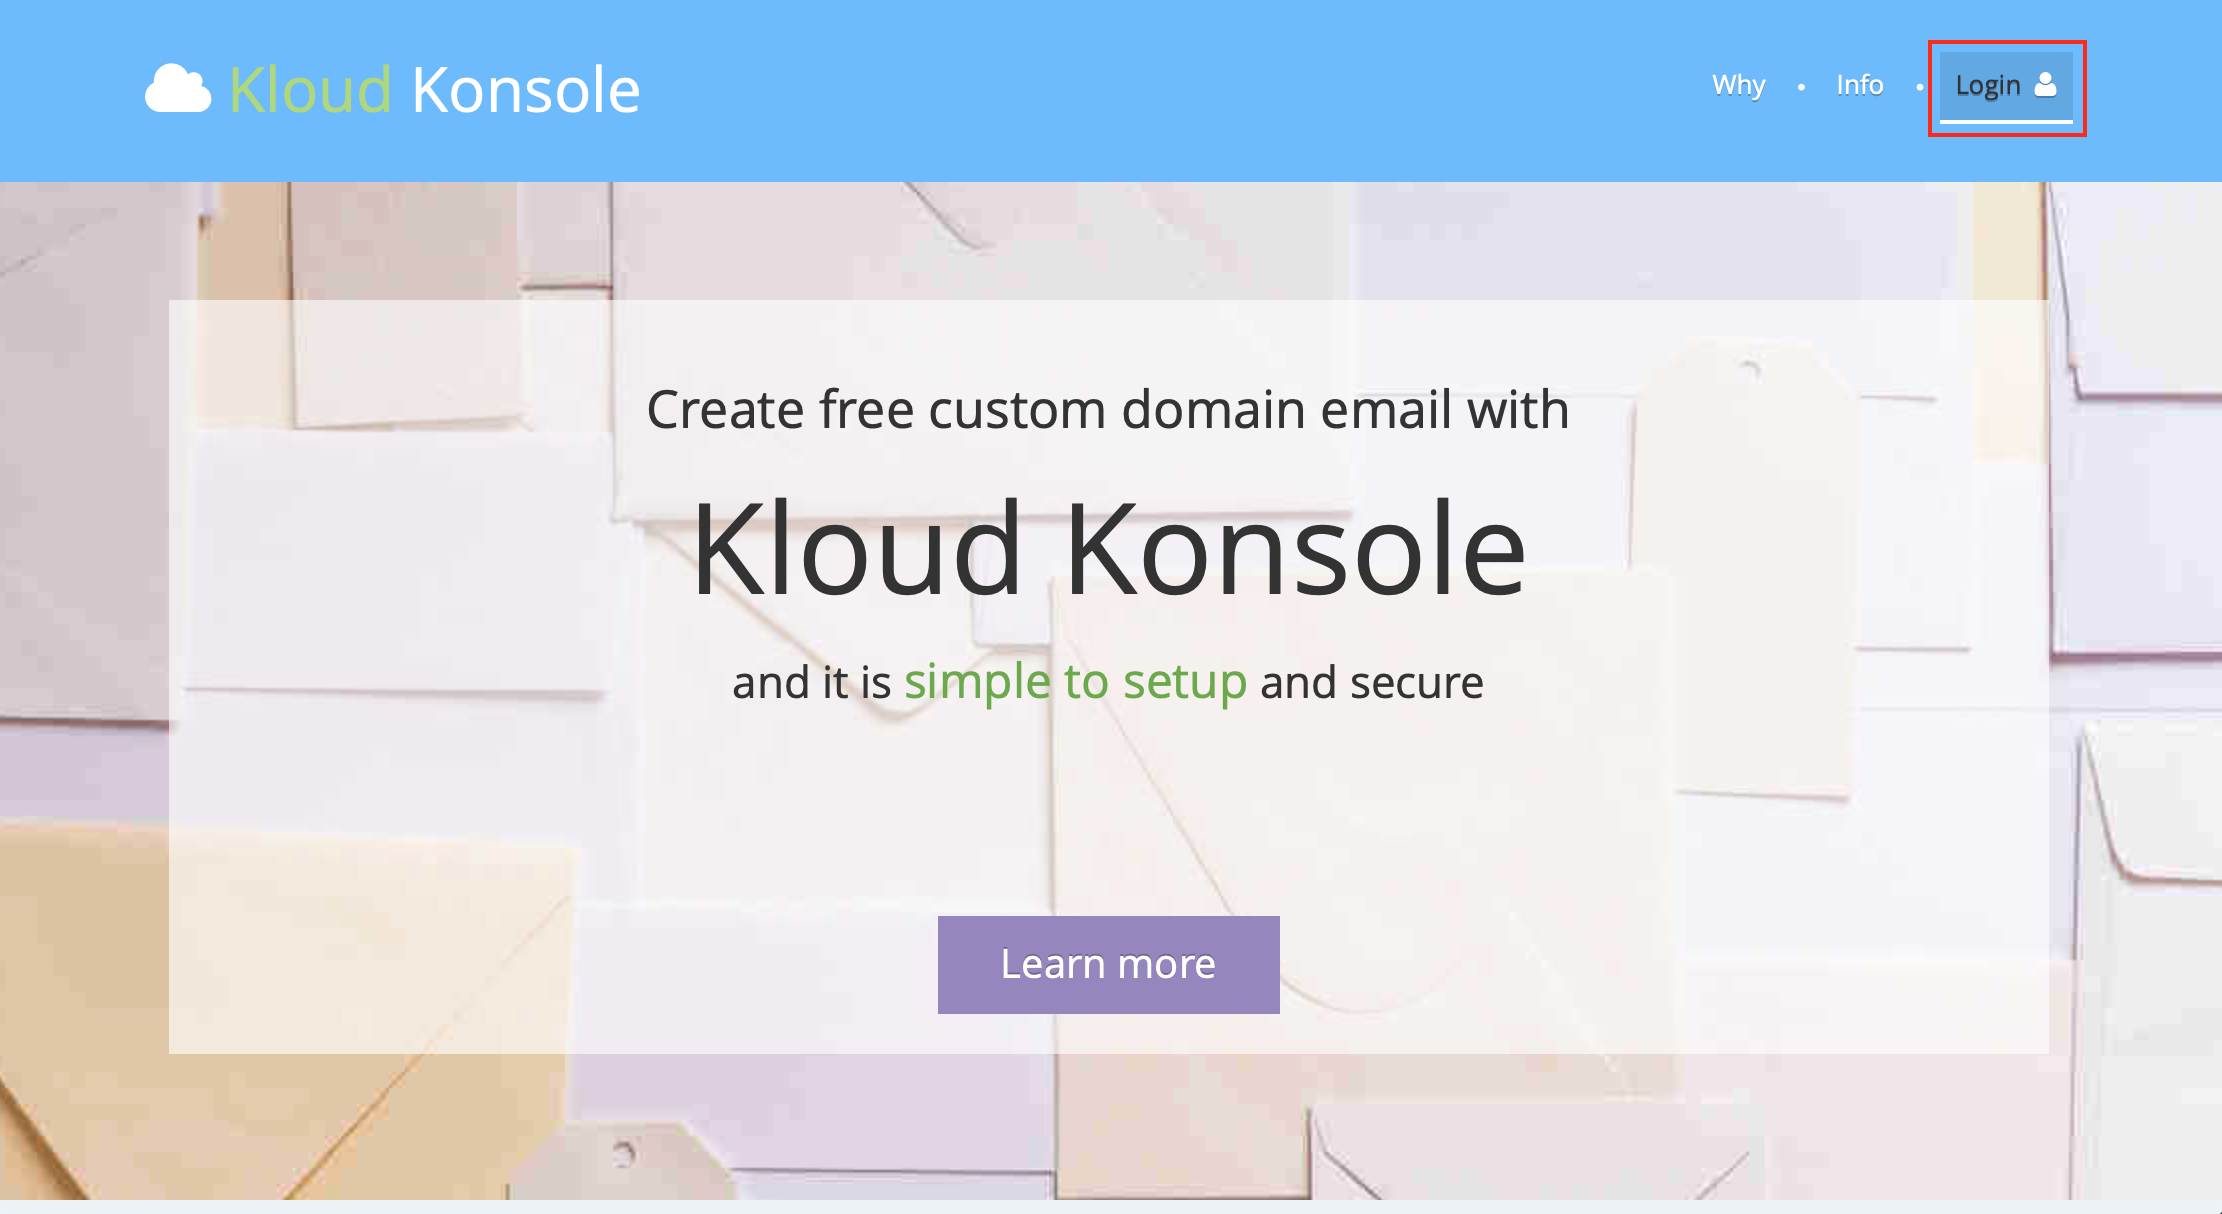 Kloud Konsole
Why • Info • Login
Create free custom domain email with
Kloud Konsole
and it is simple to setup and secure
Learn more